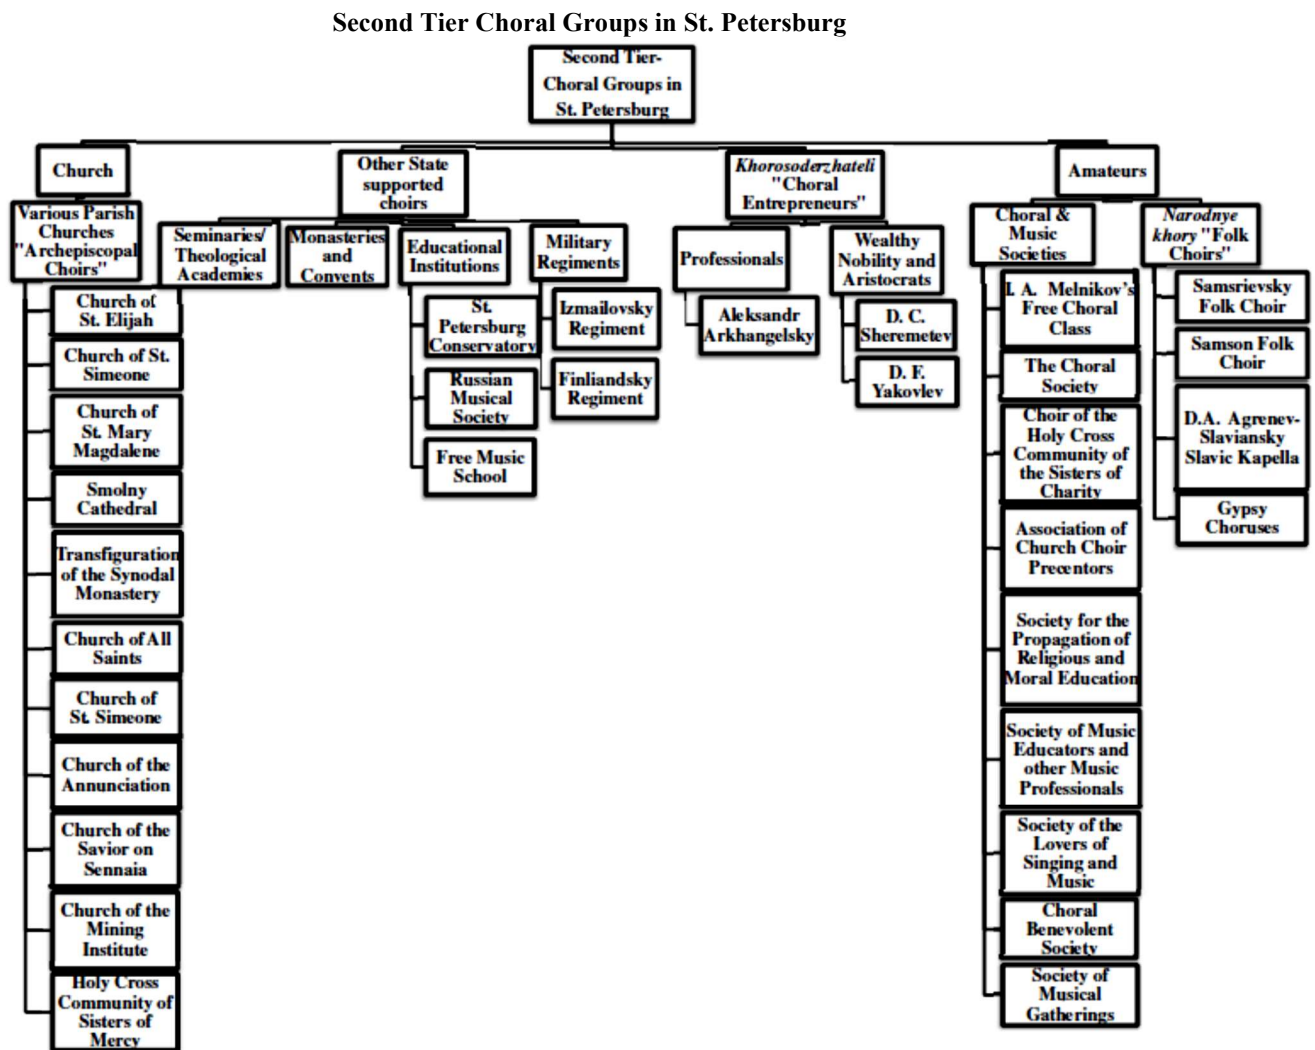 Second Tier Choral Groups in St. Petersburg
Second Tier-
Choral Groups in
St. Petersburg
Church
Various Parish
Churches
"Archepiscopal
Choirs"
Church of
St. Elijah
Church of St.
Simeone
Church of
St. Mary
Magdalene
Smolny
Cathedral
Transfiguration
of the Synodal
Monastery
Church of All
Saints
Church of
St. Simeone
Church of the
Annunciation
Church of the
Savior on
Sennaia
Church of the
Mining
Institute
Holy Cross
Community of
Sisters of
Mercy
Other State
supported
choirs
Seminaries/
Theological
Academies
Monasteries
and
Convents
Educational
Institutions
St.
Petersburg
Conservatory
Russian
Musical
Society
Free Music
School
Military
Regiments
Izmailovsky
Regiment
Finliandsky
Regiment
Khorosoderzhateli
"Choral
Entrepreneurs"
Professionals
Aleksandr
Arkhangelsky
Wealthy
Nobility and
Aristocrats
D. C.
Sheremetev
D. F.
Yakovlev
Amateurs
Choral &
Music
Societies
I. A. Melnikov's
Free Choral
Class
The Choral
Society
Choir of the
Holy Cross
Community of
the Sisters of
Charity
Association of
Church Choir
Precentors
Society for the
Propagation of
Religious and
Moral Education
Society of Music
Educators and
other Music
Professionals
Society of the
Lovers of
Singing and
Music
Choral
Benevolent
Society
Society of
Musical
Gatherings
Narodnye
khory "Folk
Choirs"
Samsrievsky
Folk Choir
Samson Folk
Choir
D.A. Agrenev-
Slaviansky
Slavic Kapella
Gypsy
Choruses